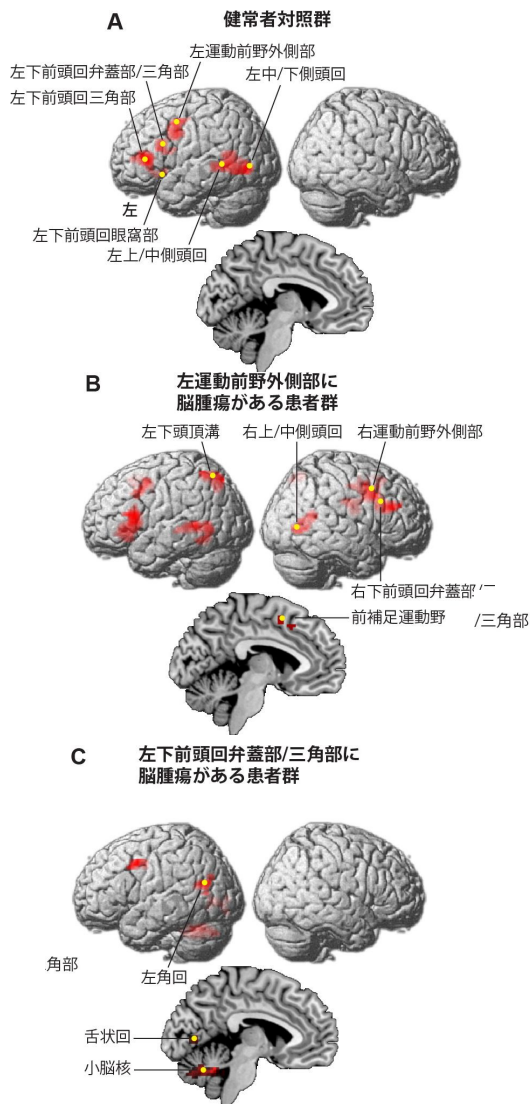 A
健常者対照群
左運動前野外側部
左下前頭回弁蓋部/三角部
左中/下側頭回
左下前頭回三角部
左
左下前頭回眼窩部
左上/中側頭回
B
左運動前野外側部に
脳腫瘍がある患者群
左下頭頂溝
右上/中側頭回
右運動前野外側部
右下前頭回弁蓋部
前補足運動野
/三角部
C
左下前頭回弁蓋部/三角部に
脳腫瘍がある患者群
角部
左角回
舌状回
小脳核